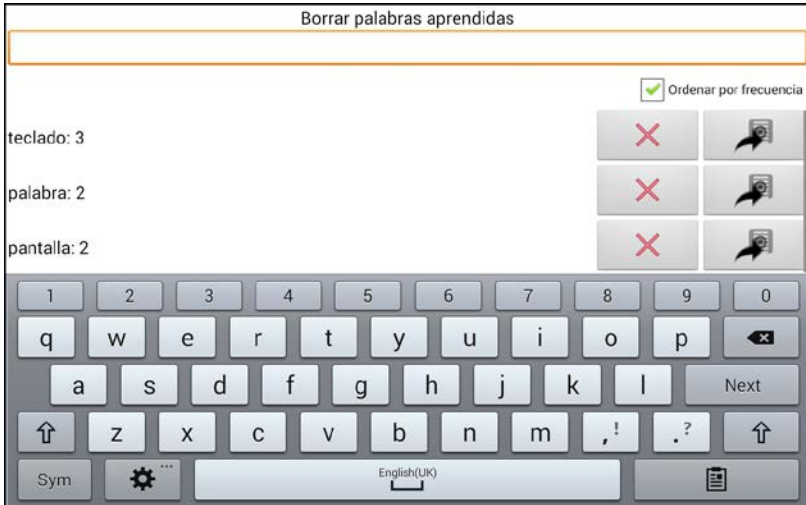 Borrar palabras aprendidas
Ordenar por frecuencia
teclado: 3
palabra: 2
pantalla: 2
1 2 3 4 5 6 7 8 9 0
q w e r t y u i o p
a s d f g h j k l Next
z x c v b n m ,! .?
Sym ... English(UK)